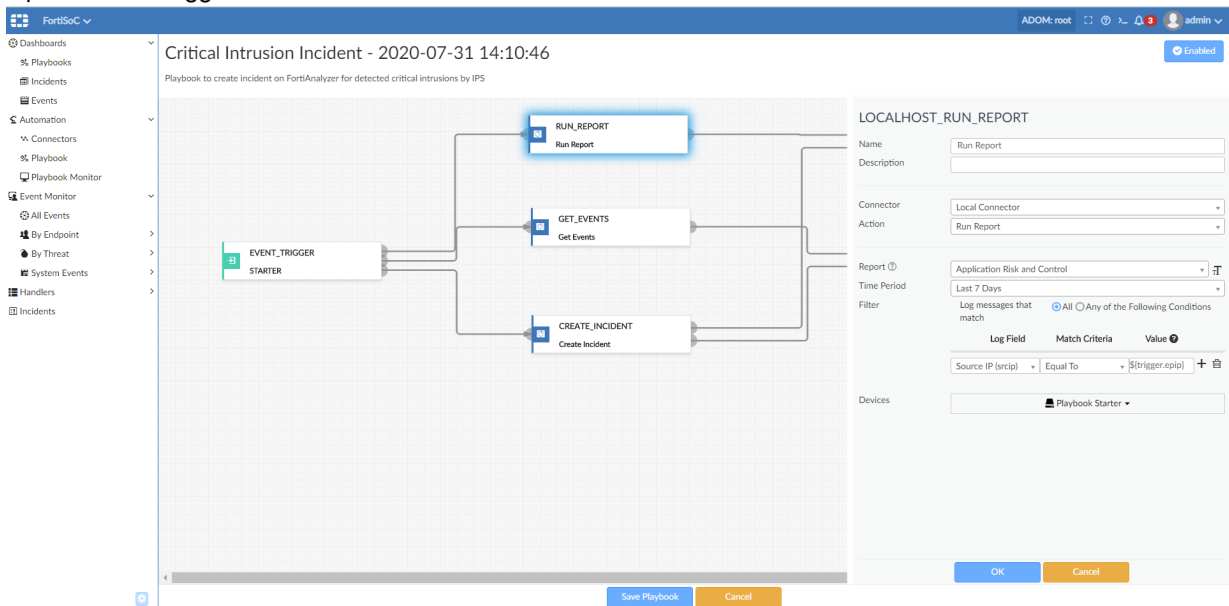 FortiSoC
ADOM: root
3
admin
Dashboards
Playbooks
Incidents
Events
Automation
Connectors
Playbook
Playbook Monitor
Event Monitor
All Events
By Endpoint
By Threat
System Events
Handlers
Incidents
Critical Intrusion Incident - 2020-07-31 14:10:46
Enabled
Playbook to create incident on FortiAnalyzer for detected critical intrusions by IPS
EVENT_TRIGGER
STARTER
RUN_REPORT
Run Report
GET_EVENTS
Get Events
CREATE_INCIDENT
Create Incident
LOCALHOST_RUN_REPORT
Name Run Report
Description
Connector Local Connector
Action Run Report
Report Application Risk and Control
Time Period Last 7 Days
Filter Log messages that match All Any of the Following Conditions
Log Field Match Criteria Value
Source IP (srcip) Equal To ${trigger.epip}
Devices Playbook Starter
OK Cancel
Save Playbook Cancel